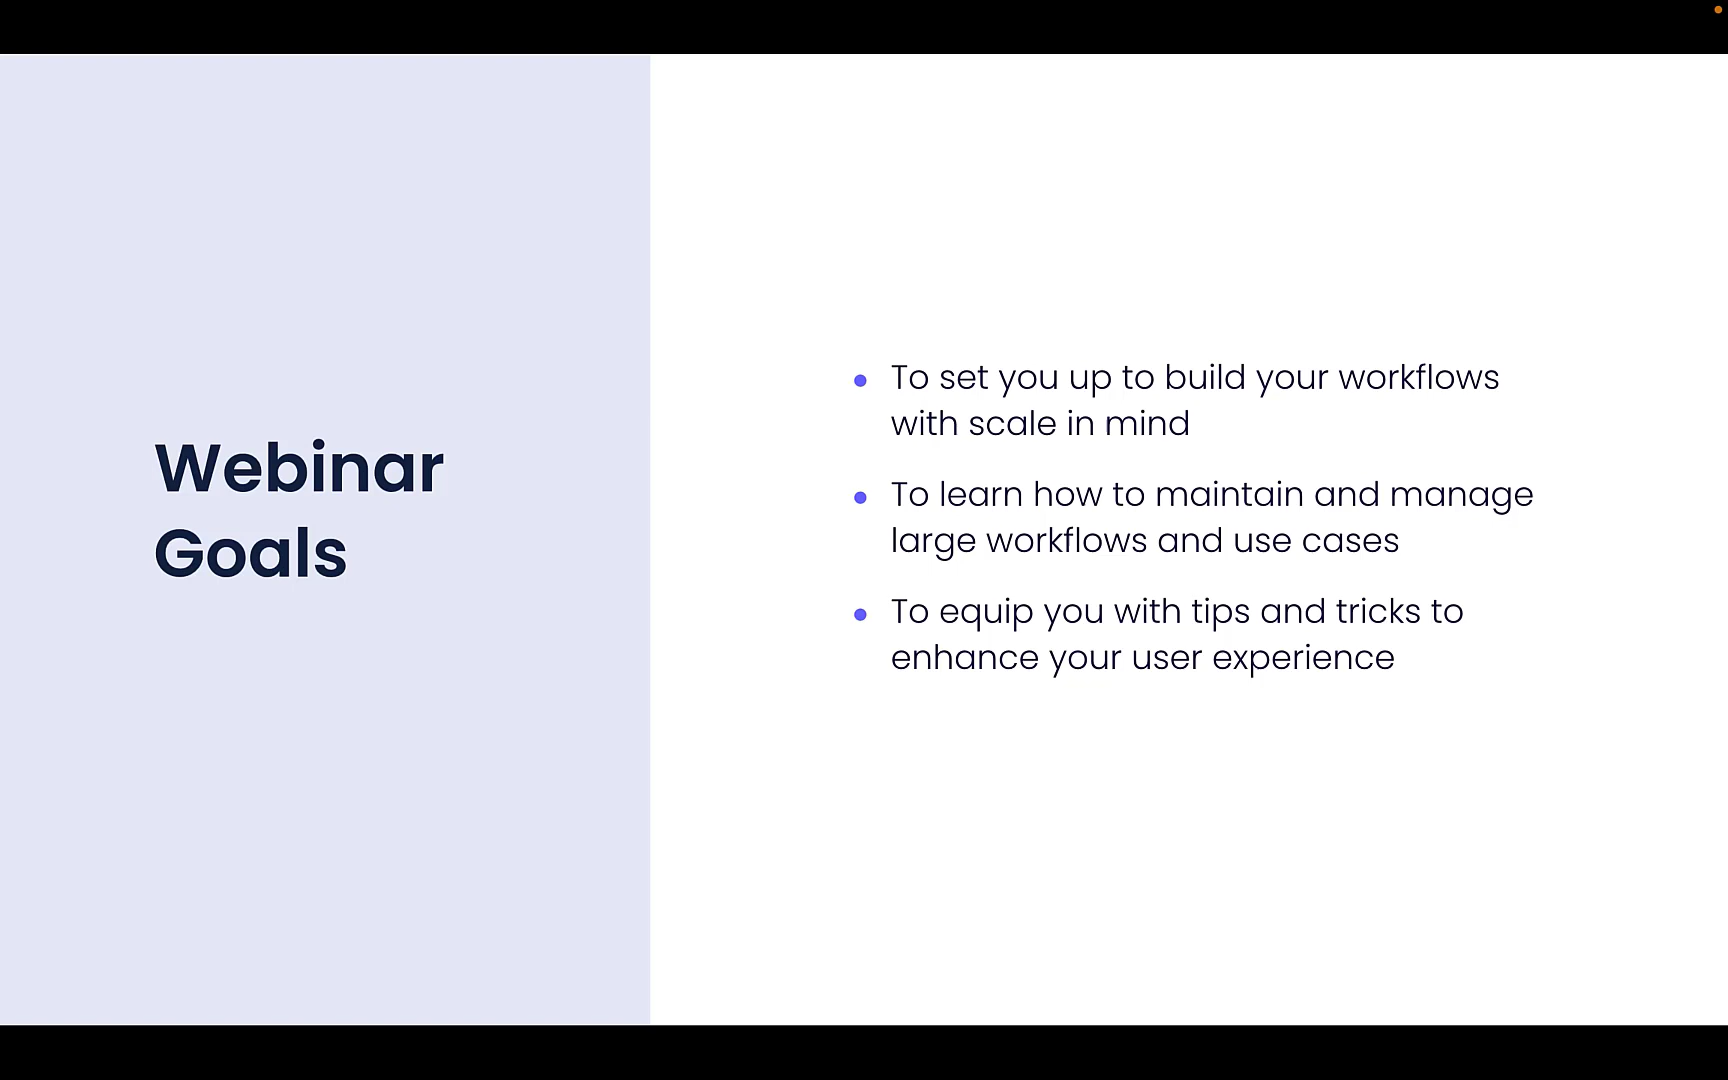 Webinar
Goals
To set you up to build your workflows
with scale in mind
To learn how to maintain and manage
large workflows and use cases
To equip you with tips and tricks to
enhance your user experience